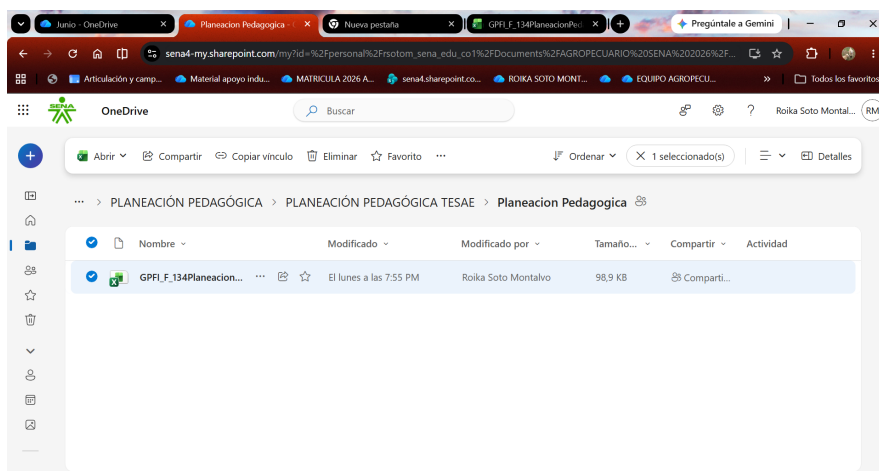 Junio - OneDrive
Planeacion Pedagogica -
Nueva pestaña
GPFI_F_134PlaneacionPed
Pregúntale a Gemini
sena4-my.sharepoint.com/my?id=%2Fpersonal%2Frsotom_sena_edu_co1%2FDocuments%2FAGROPECUARIO%20SENA%202026%2F...
Articulación y camp...
Material apoyo indu...
MATRICULA 2026 A...
sena4.sharepoint.co...
ROIKA SOTO MONT...
EQUIPO AGROPECU...
»
Todos los favoritos
SENA
OneDrive
Buscar
?
Roika Soto Montal...
RM
+
Abrir
Compartir
Copiar vínculo
Eliminar
Favorito
...
Ordenar
1 seleccionado(s)
Detalles
... > PLANEACIÓN PEDAGÓGICA > PLANEACIÓN PEDAGÓGICA TESAE > Planeacion Pedagogica
Nombre
Modificado
Modificado por
Tamaño...
Compartir
Actividad
GPFI_F_134Planeacion...
...
El lunes a las 7:55 PM
Roika Soto Montalvo
98,9 KB
Comparti...